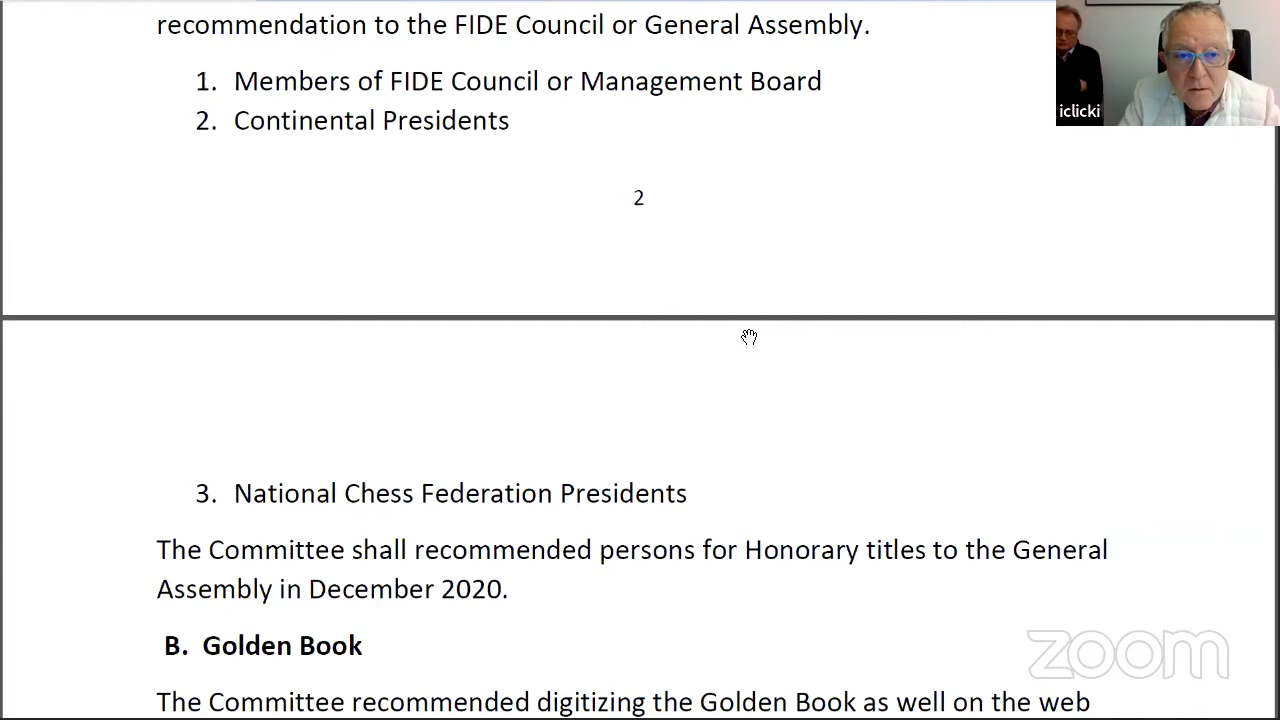 recommendation to the FIDE Council or General Assembly.
1. Members of FIDE Council or Management Board
2. Continental Presidents
iclicki
2
3. National Chess Federation Presidents
The Committee shall recommended persons for Honorary titles to the General
Assembly in December 2020.
B. Golden Book
zoom
The Committee recommended digitizing the Golden Book as well on the web